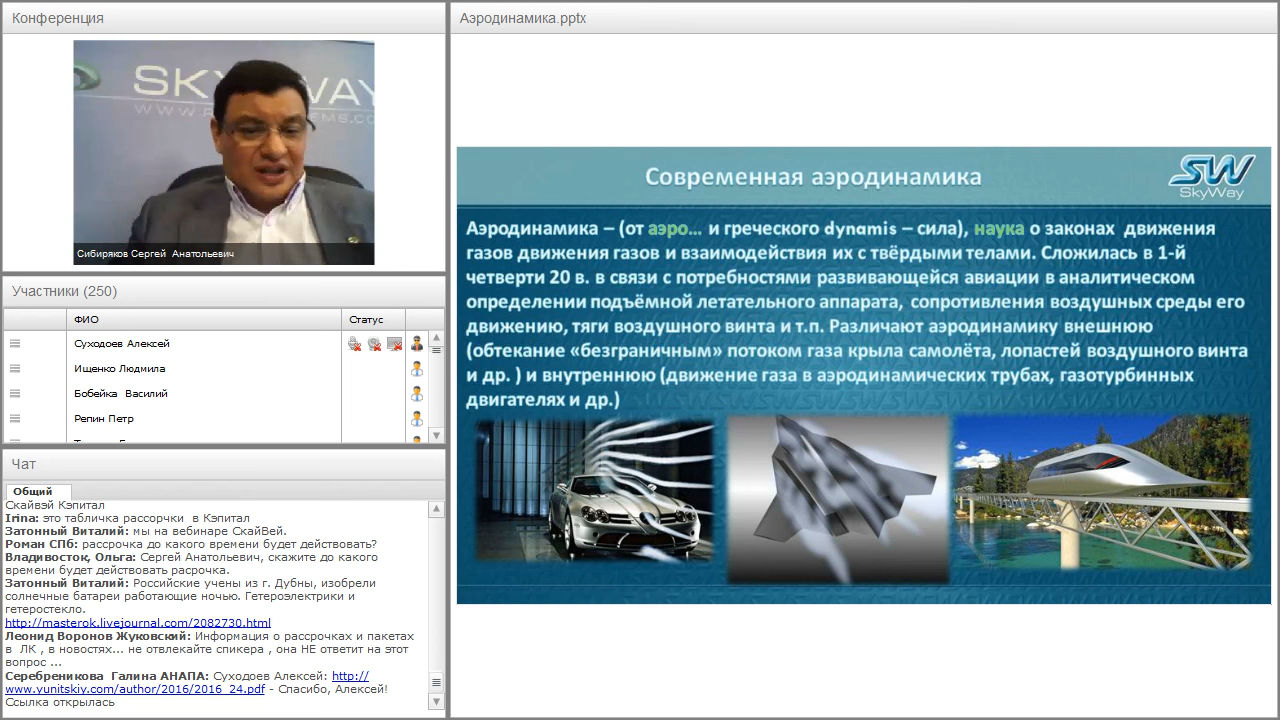 Конференция
SKYWAY
Сибиряков Сергей Анатольевич
Участники (250)
ФИО
Статус
Суходоев Алексей
Ищенко Людмила
Бобейка Василий
Репин Петр
Чат
Общий
Скайвэй Кэпитал
Irina: это табличка рассорчки в Кэпитал
Затонный Виталий: мы на вебинаре СкайВей.
Роман СПб: рассрочка до какого времени будет действовать?
Владивосток, Ольга: Сергей Анатольевич, скажите до какого
времени будет действовать расрочка.
Затонный Виталий: Российские учены из г. Дубны, изобрели
солнечные батареи работающие ночью. Гетероэлектрики и
гетеростекло.
http://masterok.livejournal.com/2082730.html
Леонид Воронов Жуковский: Информация о рассрочках и пакетах
в ЛК , в новостях... не отвлекайте спикера , она НЕ ответит на этот
вопрос ...
Серебреникова Галина АНАПА: Суходоев Алексей: http://
www.yunitskiy.com/author/2016/2016_24.pdf - Спасибо, Алексей!
Ссылка открылась
Аэродинамика.pptx
Современная аэродинамика
SW
SkyWay
Аэродинамика – (от аэро… и греческого dynamis – сила), наука о законах движения
газов движения газов и взаимодействия их с твёрдыми телами. Сложилась в 1-й
четверти 20 в. в связи с потребностями развивающейся авиации в аналитическом
определении подъёмной летательного аппарата, сопротивления воздушных среды его
движению, тяги воздушного винта и т.п. Различают аэродинамику внешнюю
(обтекание «безграничным» потоком газа крыла самолёта, лопастей воздушного винта
и др. ) и внутреннюю (движение газа в аэродинамических трубах, газотурбинных
двигателях и др.)